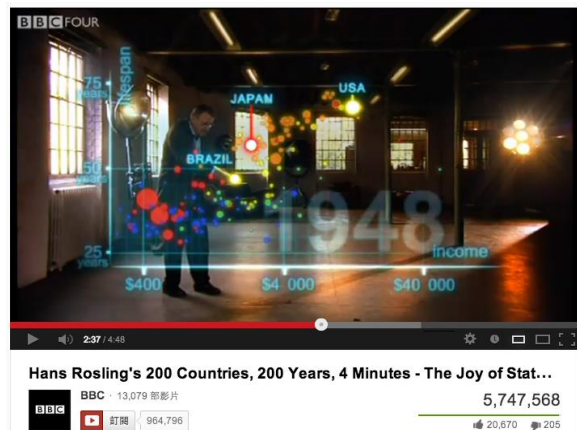 BBC FOUR
lifespan
75
years
JAPAN
USA
BRAZIL
50
years
1948
25
years
income
$400
$4 000
$40 000
2:37 / 4:48
Hans Rosling's 200 Countries, 200 Years, 4 Minutes - The Joy of Stat...
BBC · 13,079 部影片
5,747,568
BBC
訂閱
964,796
20,670
205